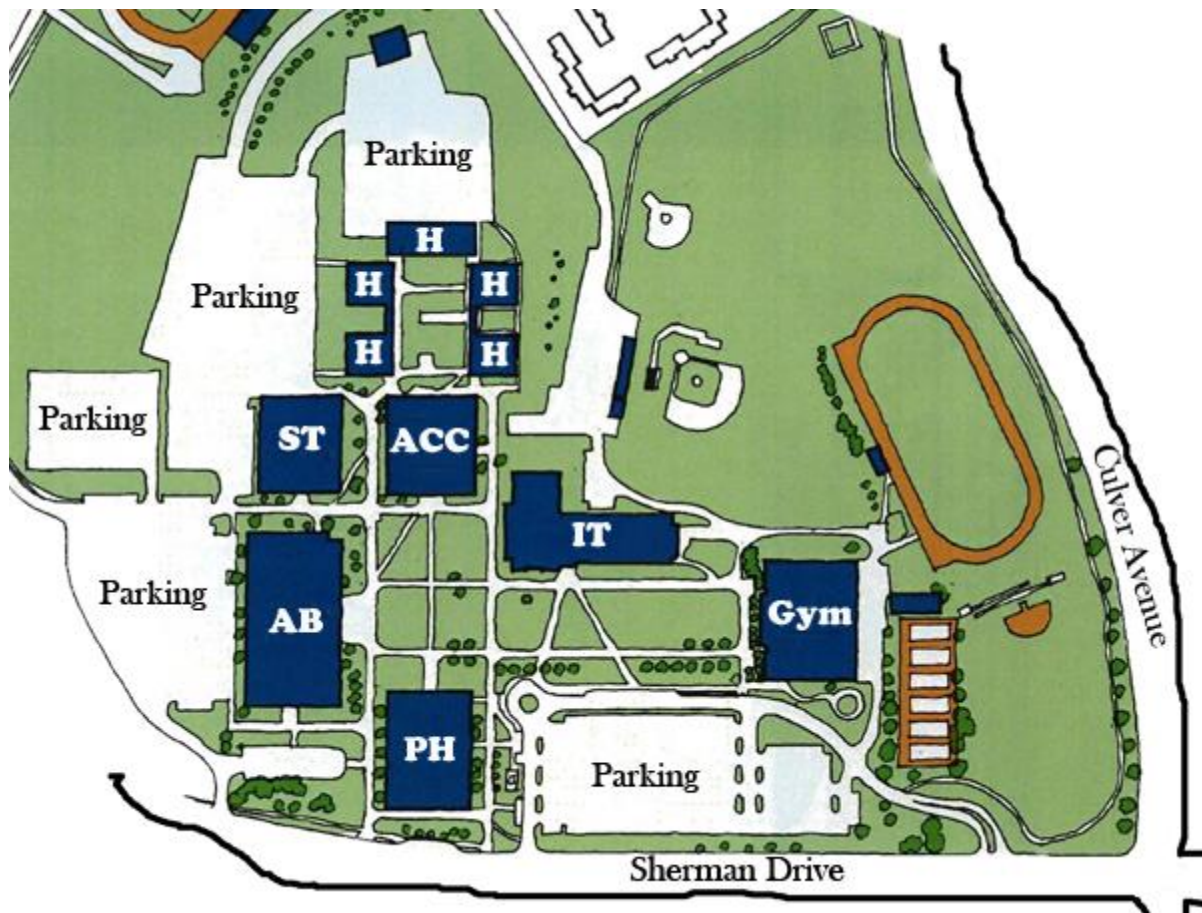 Parking
H
H
H
Parking
H
H
Parking
ST
ACC
Culver Avenue
IT
Parking
AB
Gym
PH
Parking
Sherman Drive